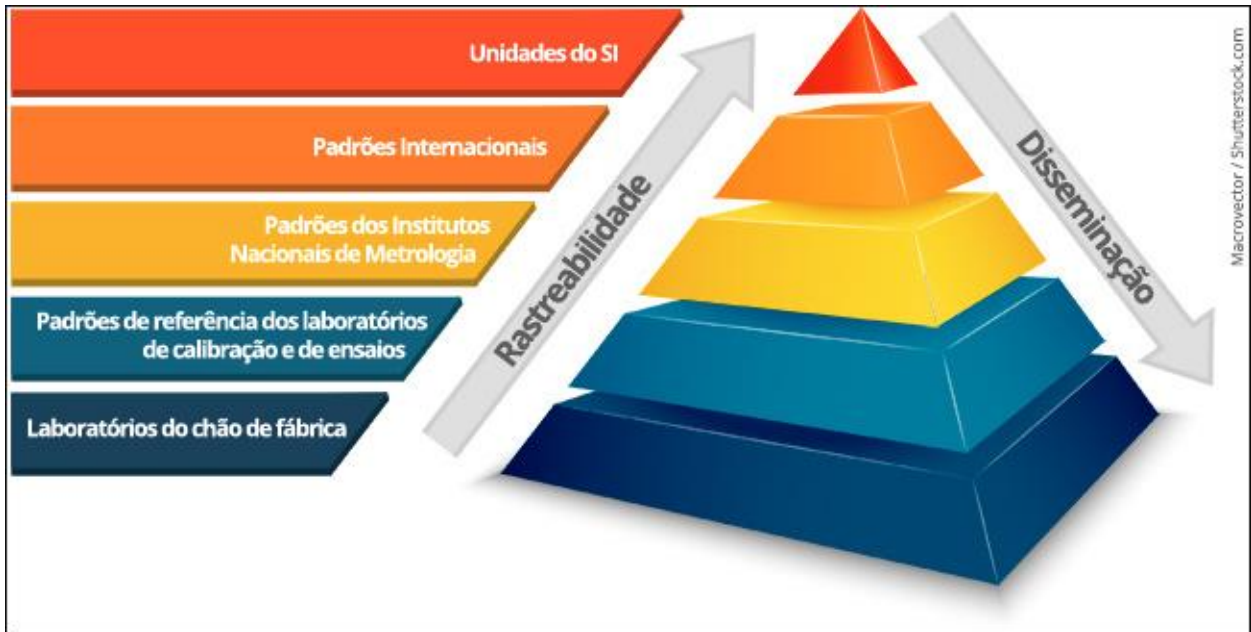 Unidades do SI
Padrões Internacionais
Padrões dos Institutos
Nacionais de Metrologia
Padrões de referência dos laboratórios
de calibração e de ensaios
Laboratórios do chão de fábrica
Rastreabilidade
Disseminação
Macrovector / Shutterstock.com